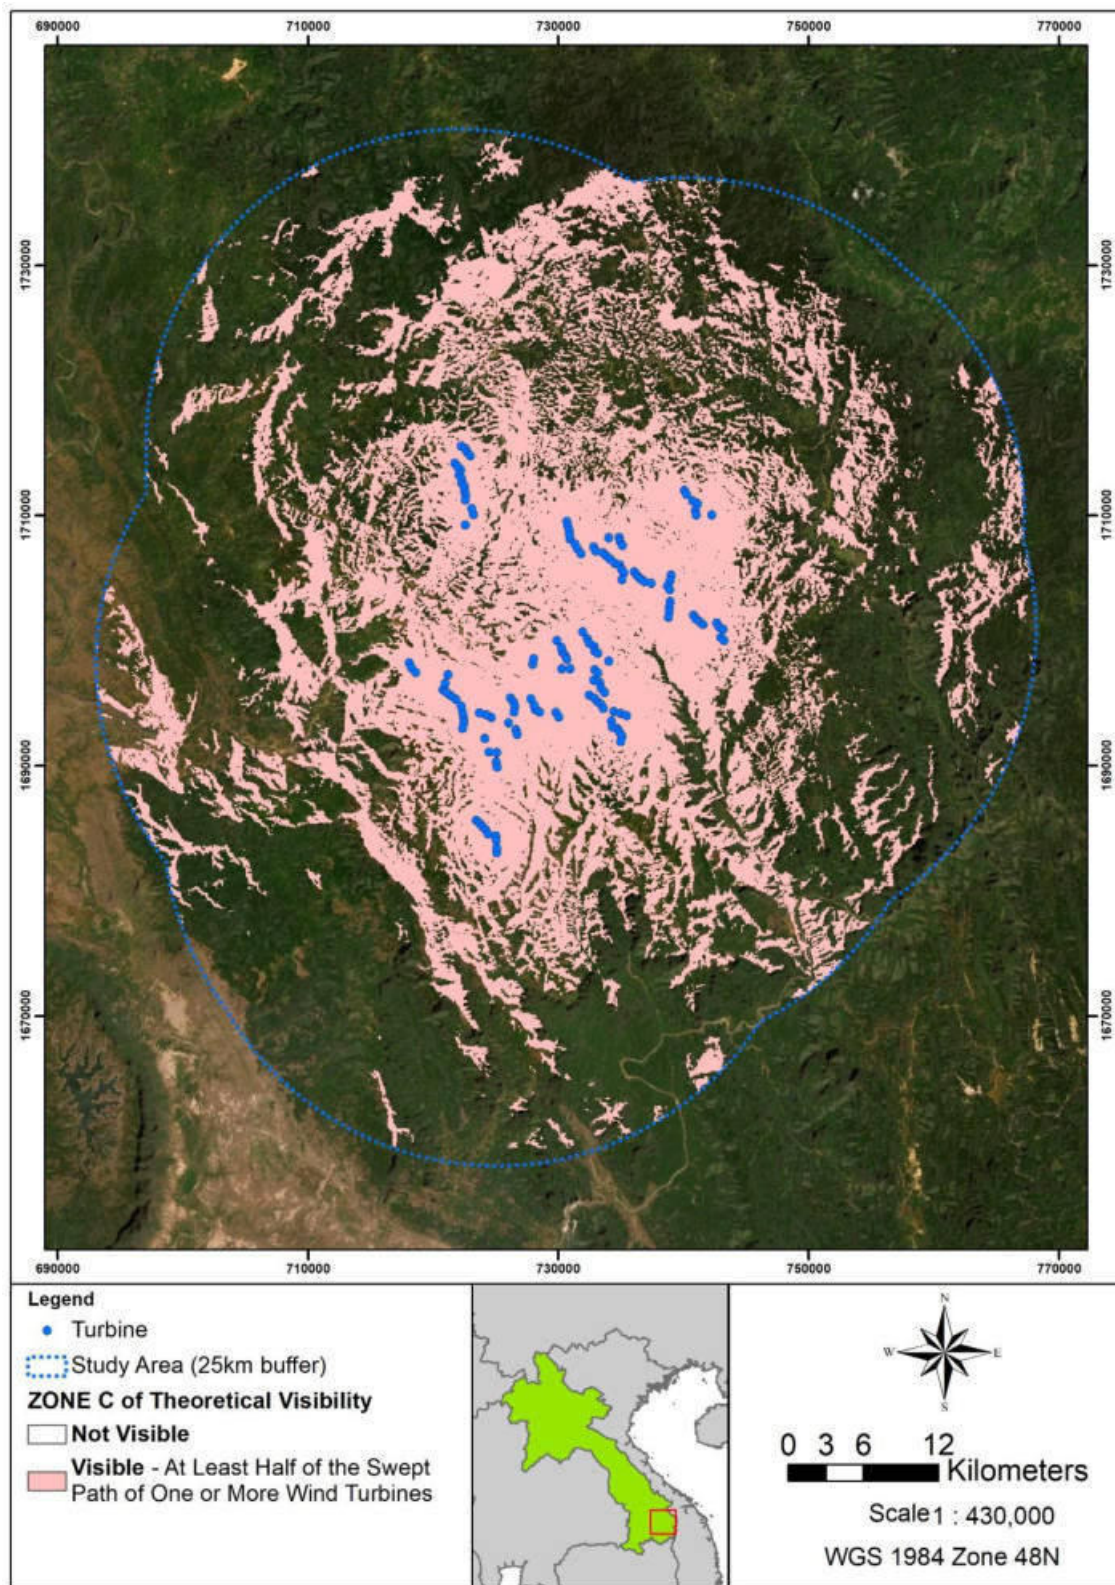 690000 710000 730000 750000 770000
1730000 1730000
1710000 1710000
1690000 1690000
1670000 1670000
690000 710000 730000 750000 770000
Legend
Turbine
Study Area (25km buffer)
ZONE C of Theoretical Visibility
Not Visible
Visible - At Least Half of the Swept
Path of One or More Wind Turbines
N
W E
S
0 3 6 12
Kilometers
Scale 1 : 430,000
WGS 1984 Zone 48N